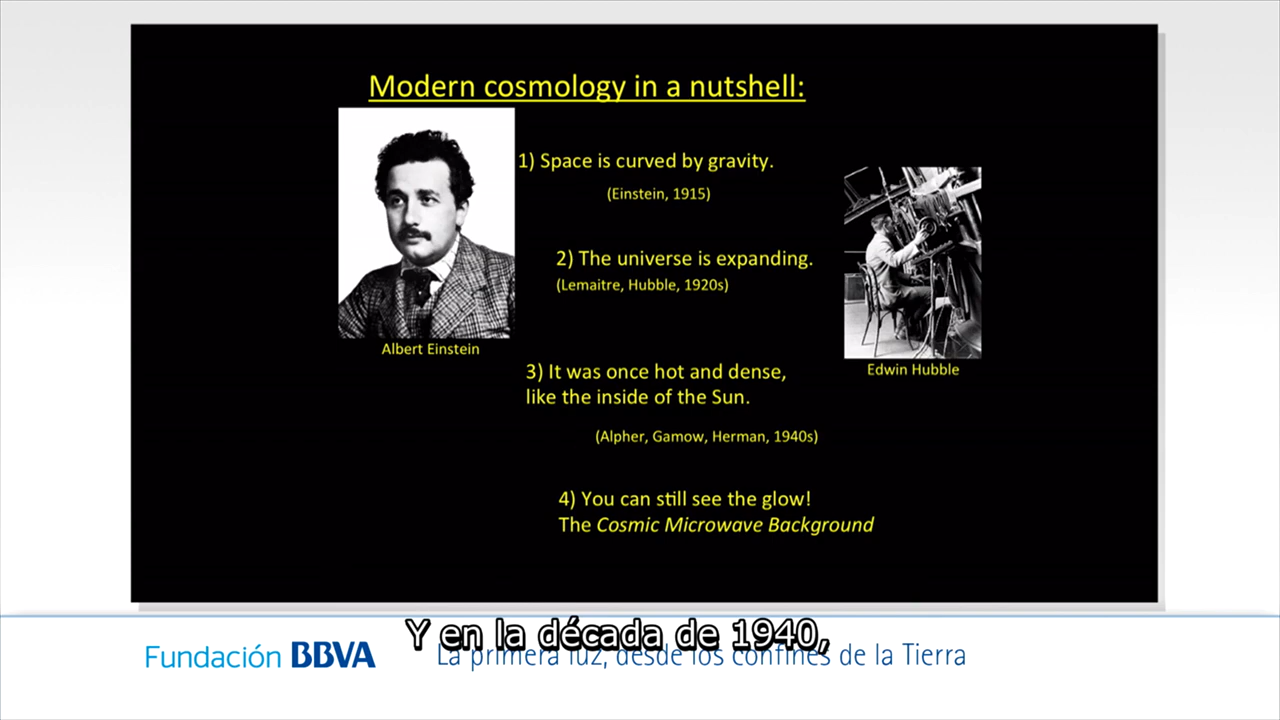 Modern cosmology in a nutshell:
1) Space is curved by gravity.
(Einstein, 1915)
2) The universe is expanding.
(Lemaitre, Hubble, 1920s)
Albert Einstein
Edwin Hubble
3) It was once hot and dense,
like the inside of the Sun.
(Alpher, Gamow, Herman, 1940s)
4) You can still see the glow!
The Cosmic Microwave Background
Y en la década de 1940,
Fundación BBVA
La primera luz, desde los confines de la Tierra